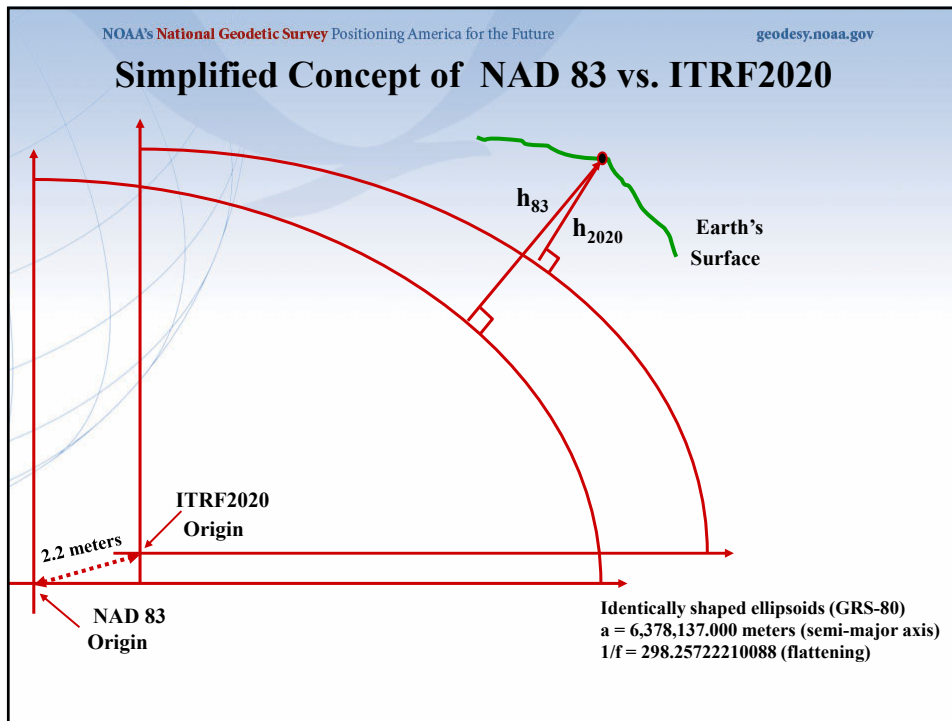 NOAA's National Geodetic Survey Positioning America for the Future
geodesy.noaa.gov
Simplified Concept of NAD 83 vs. ITRF2020
h83
h2020
Earth's
Surface
ITRF2020
Origin
2.2 meters
NAD 83
Origin
Identically shaped ellipsoids (GRS-80)
a = 6,378,137.000 meters (semi-major axis)
1/f = 298.25722210088 (flattening)